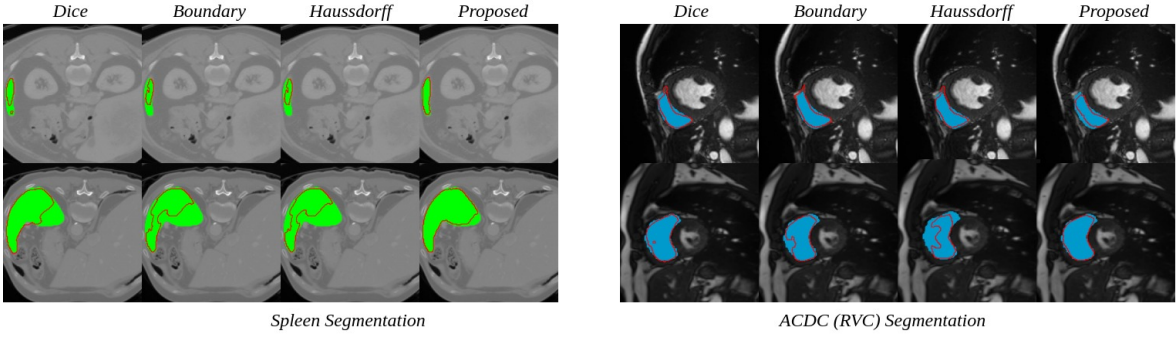 Dice Boundary Haussdorff Proposed Dice Boundary Haussdorff Proposed
Spleen Segmentation ACDC (RVC) Segmentation